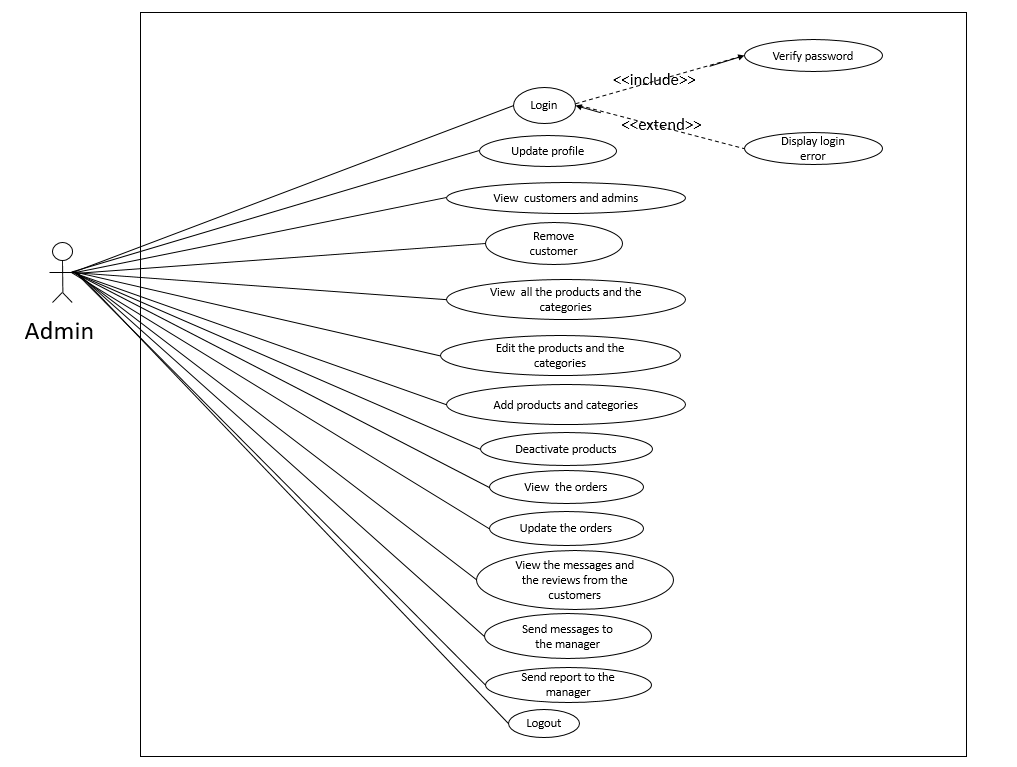 Verify password
<<include>>
Login
<<extend>>
Display login
error
Update profile
View customers and admins
Remove
customer
View all the products and the
categories
Admin
Edit the products and the
categories
Add products and categories
Deactivate products
View the orders
Update the orders
View the messages and
the reviews from the
customers
Send messages to
the manager
Send report to the
manager
Logout